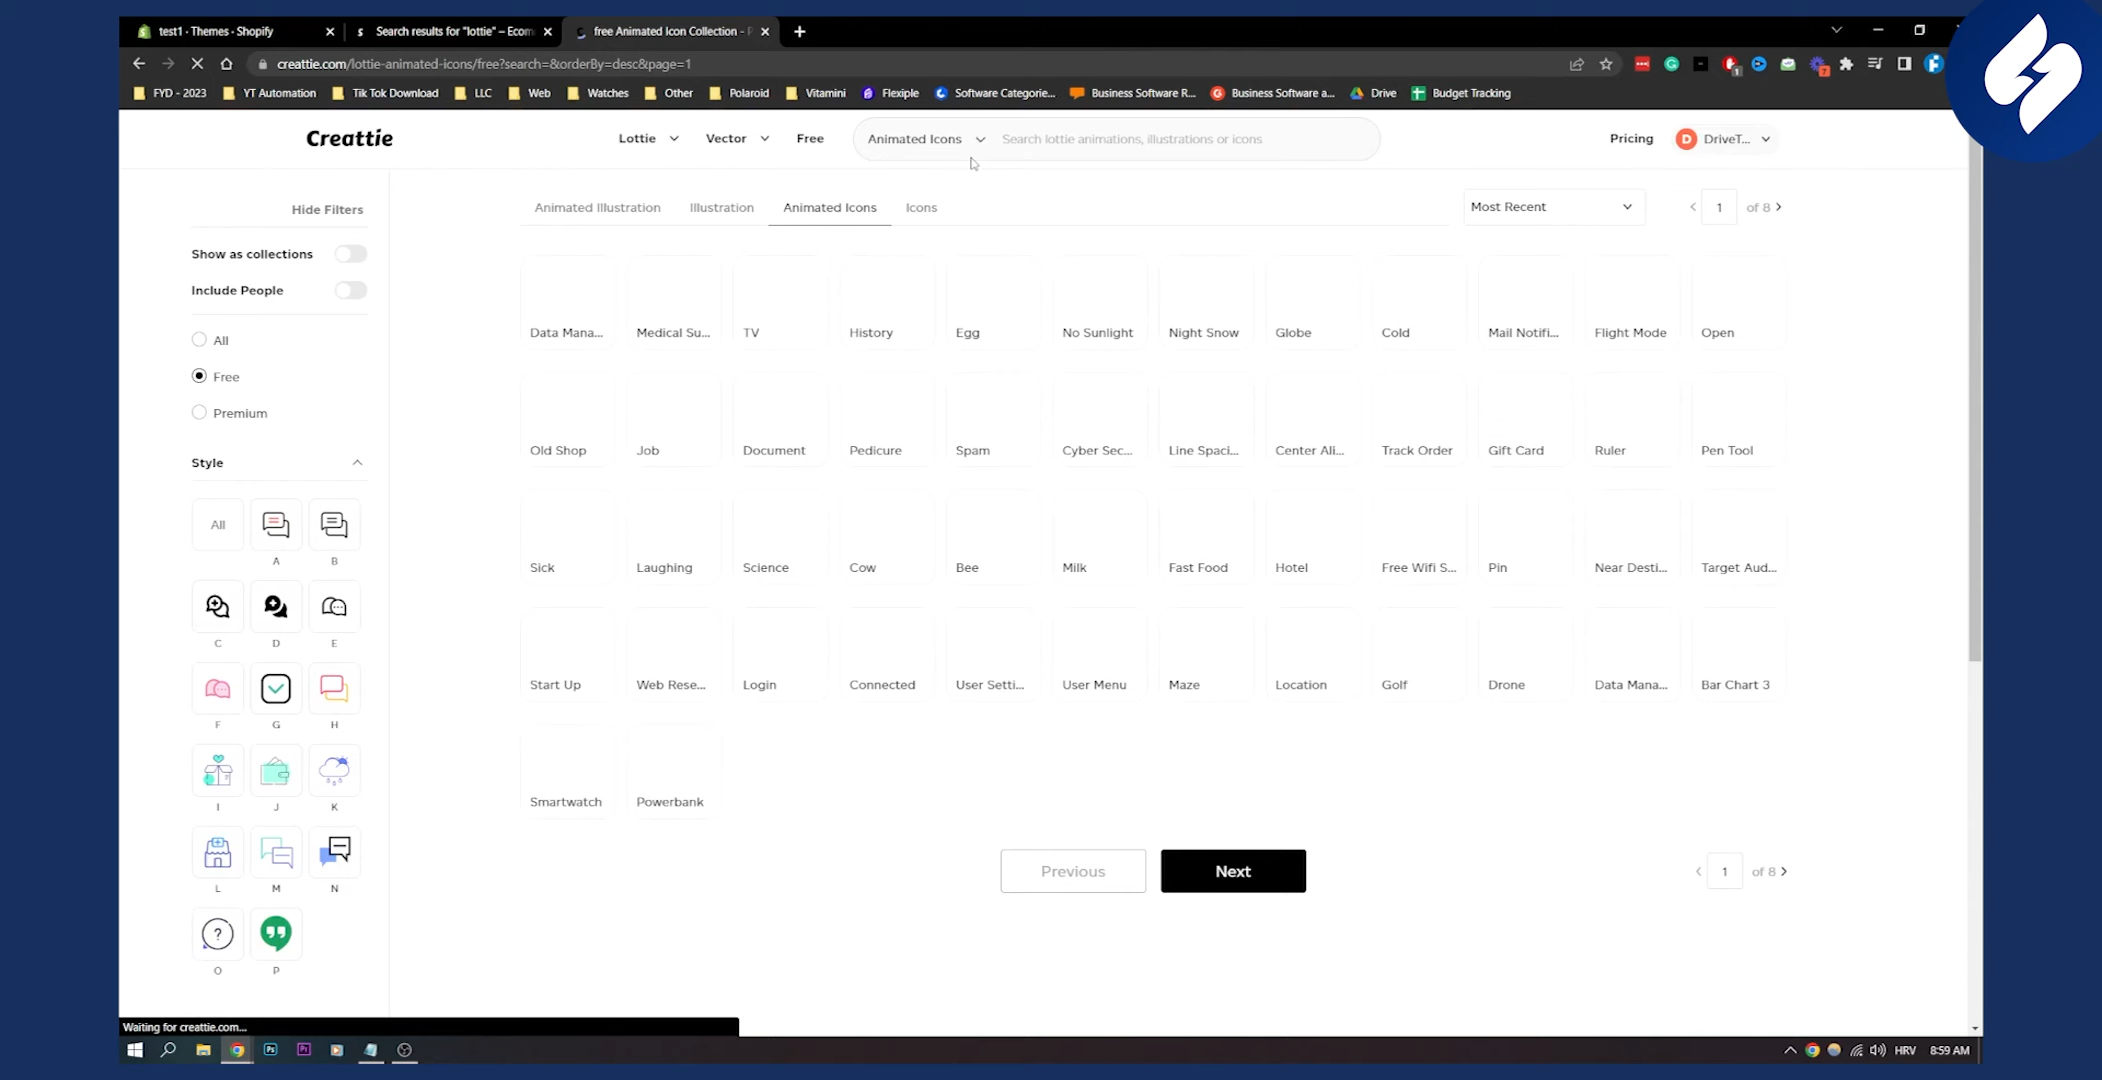 test1 · Themes · Shopify
Search results for "lottie" – Ecom
free Animated Icon Collection -
creattie.com/lottie-animated-icons/free?search=&orderBy=desc&page=1
FYD - 2023
YT Automation
Tik Tok Download
LLC
Web
Watches
Other
Polaroid
Vitamini
Flexiple
Software Categorie...
Business Software R...
Business Software a...
Drive
Budget Tracking
Creattie
Lottie
Vector
Free
Animated Icons
Search lottie animations, illustrations or icons
Pricing
D
DriveT...
Hide Filters
Animated Illustration
Illustration
Animated Icons
Icons
Most Recent
1
of 8
Show as collections
Include People
All
Free
Premium
Style
All
A
B
C
D
E
F
G
H
I
J
K
L
M
N
O
P
Data Mana...
Medical Su...
TV
History
Egg
No Sunlight
Night Snow
Globe
Cold
Mail Notifi...
Flight Mode
Open
Old Shop
Job
Document
Pedicure
Spam
Cyber Sec...
Line Spaci...
Center Ali...
Track Order
Gift Card
Ruler
Pen Tool
Sick
Laughing
Science
Cow
Bee
Milk
Fast Food
Hotel
Free Wifi S...
Pin
Near Desti...
Target Aud...
Start Up
Web Rese...
Login
Connected
User Setti...
User Menu
Maze
Location
Golf
Drone
Data Mana...
Bar Chart 3
Smartwatch
Powerbank
Previous
Next
1
of 8
Waiting for creattie.com...
Ps
Pr
HRV
8:59 AM